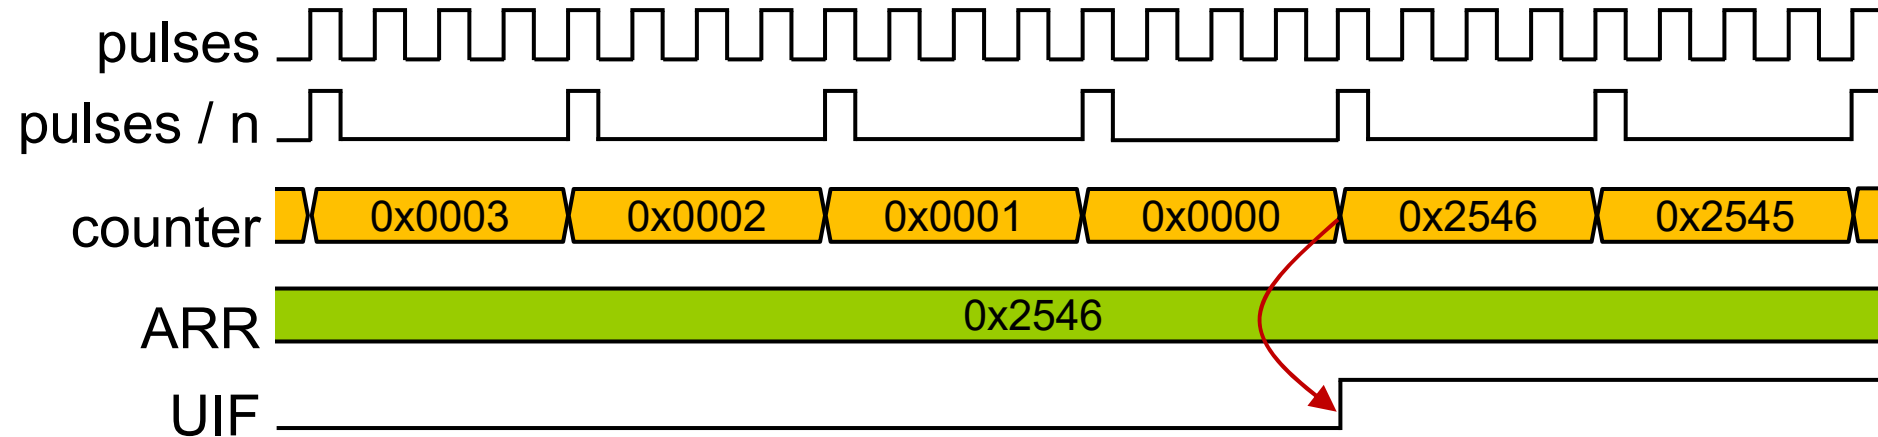 pulses
pulses / n
counter 0x0003 0x0002 0x0001 0x0000 0x2546 0x2545
ARR 0x2546
UIF